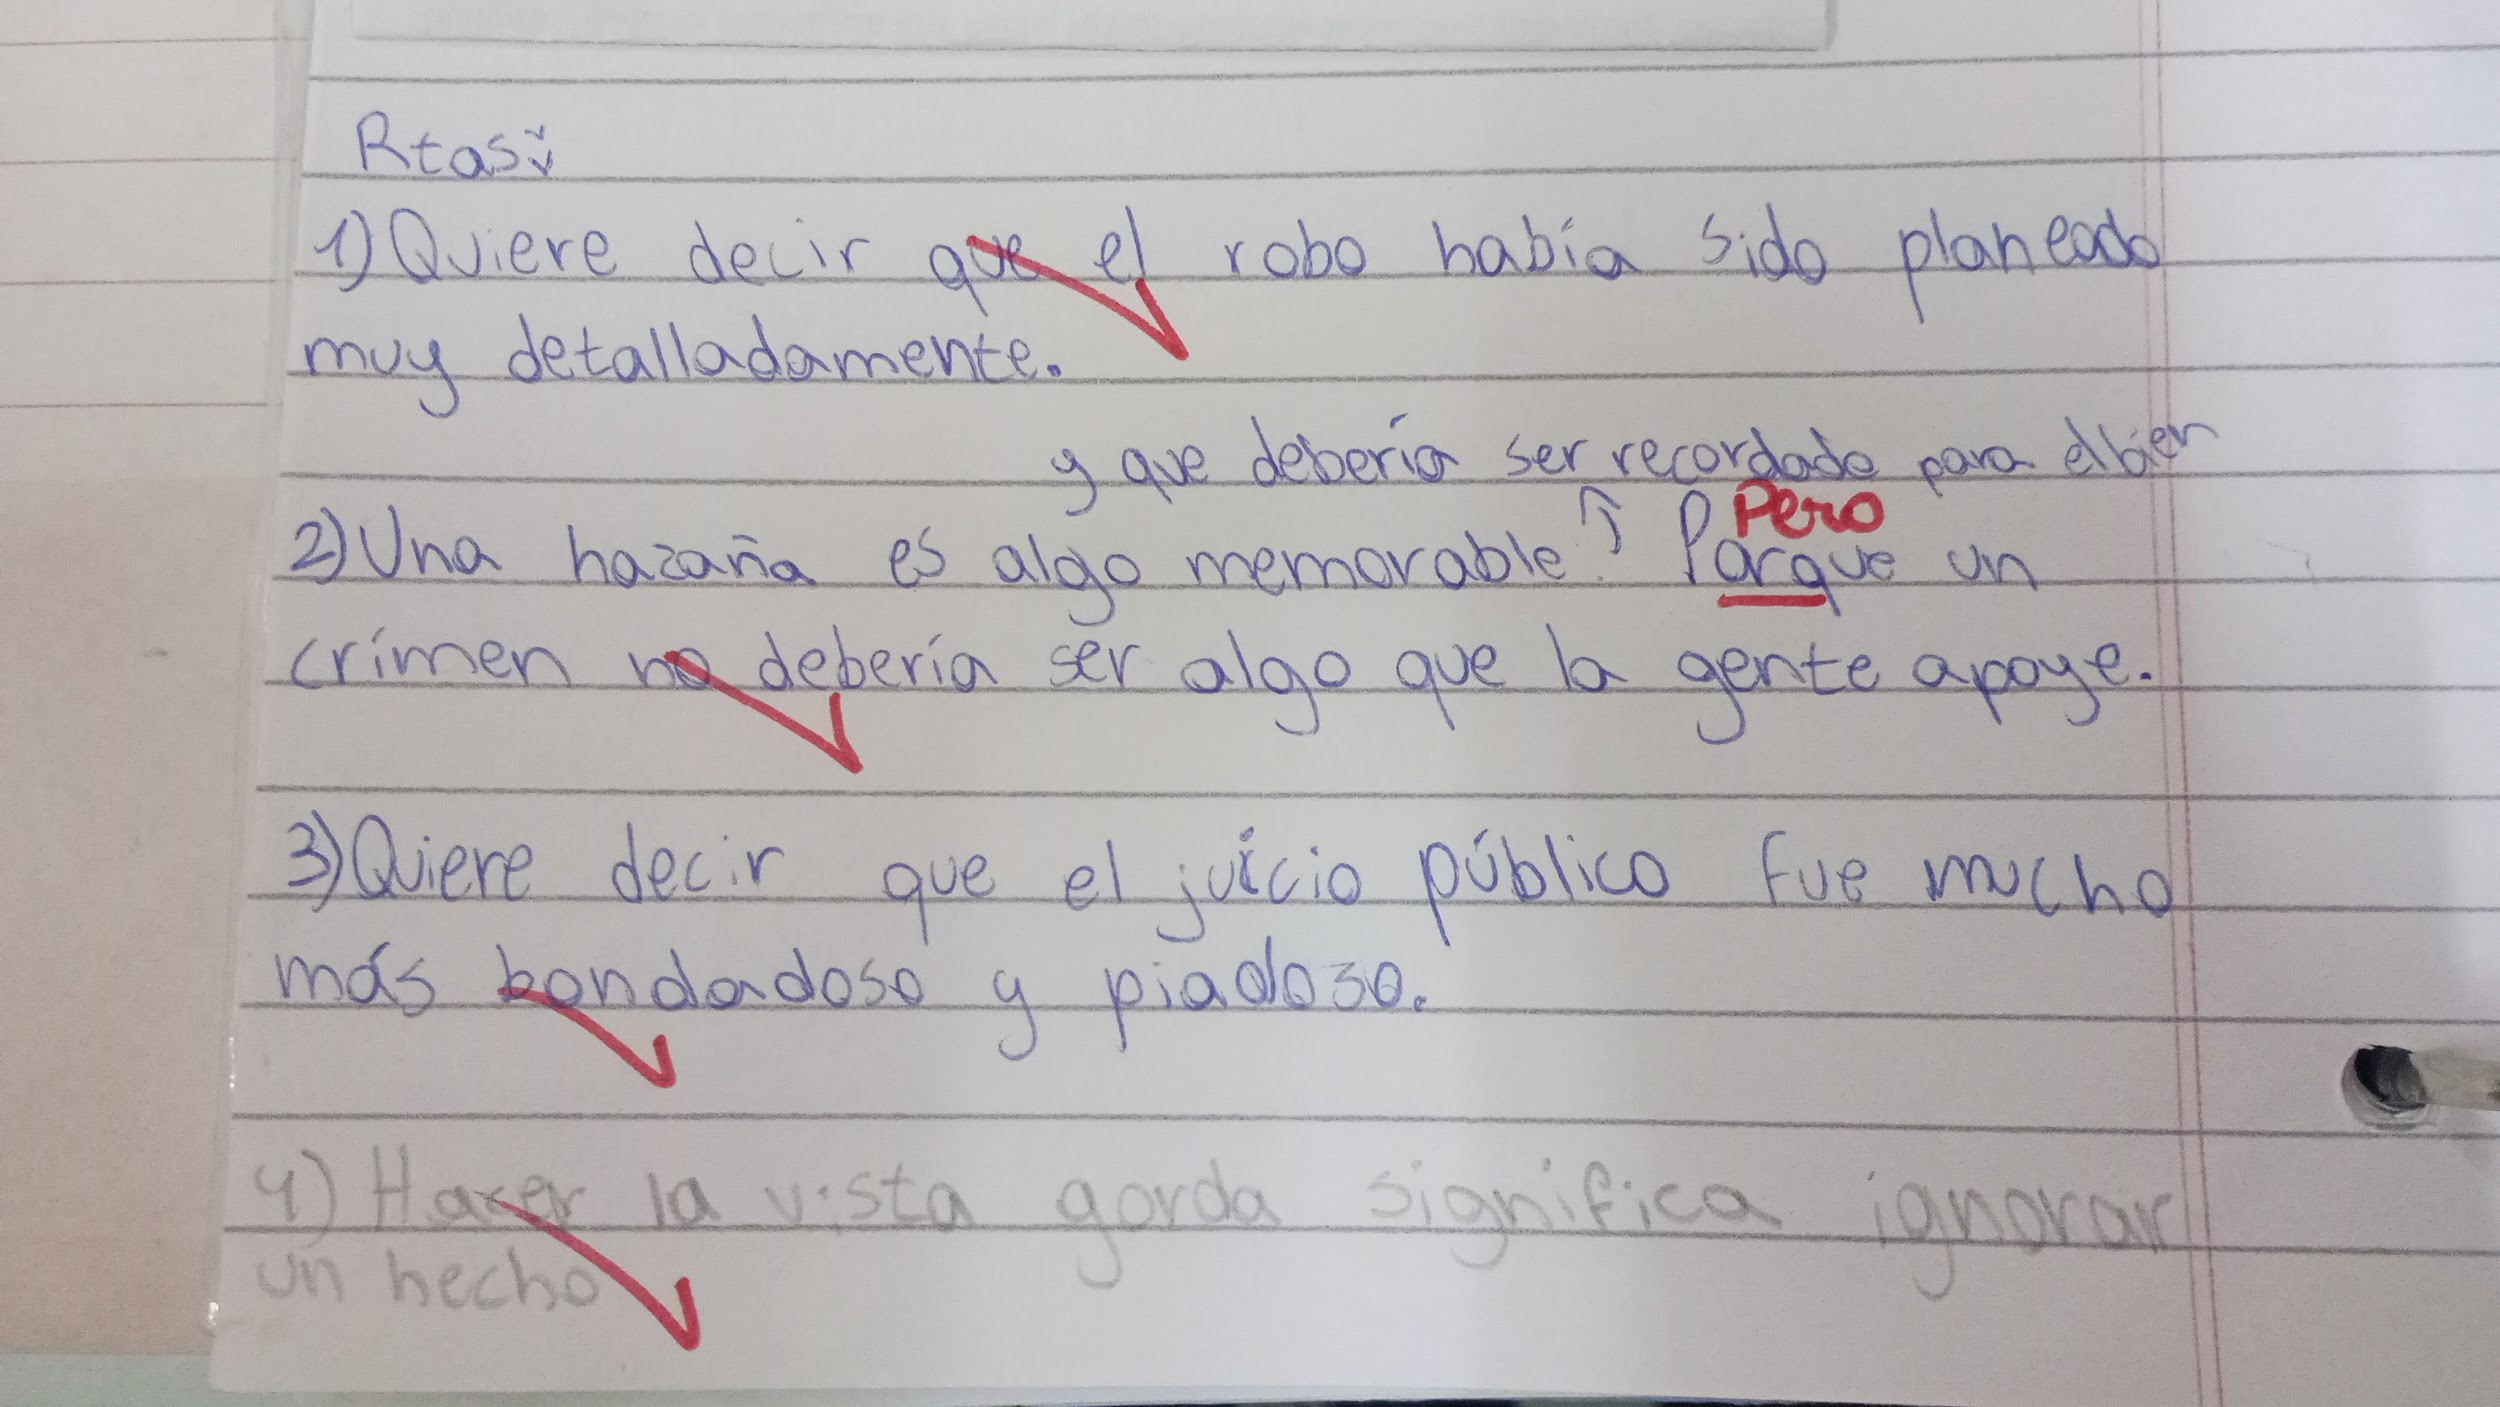 Rtas:
1) Quiere decir que el robo había sido planeado
muy detalladamente.
y que debería ser recordado para el bien
Pero
2) Una hazaña es algo memorable. Parque un
crímen no debería ser algo que la gente apoye.
3) Quiere decir que el juicio público fue mucho
más bondadoso y piadoso.
4) Hacer la vista gorda significa ignorar
un hecho